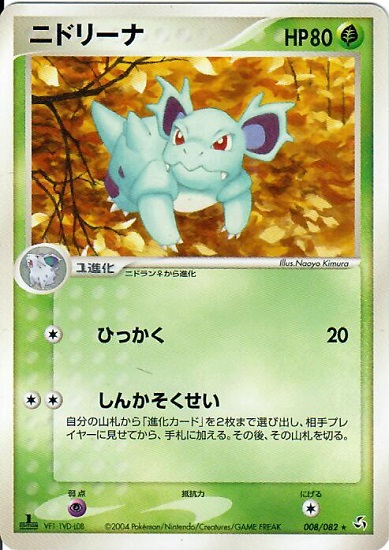 ニドリーナ HP80
Illus.Naoyo Kimura
1進化
ニドラン♀から進化
ひっかく 20
しんかそくせい
自分の山札から「進化カード」を2枚まで選び出し、相手プレ
イヤーに見せてから、手札に加える。その後、その山札を切る。
弱点 抵抗力 にげる
1 EDITION VF1-TVD-LDB ©2004 Pokémon/Nintendo/Creatures/GAME FREAK 008/082 ★